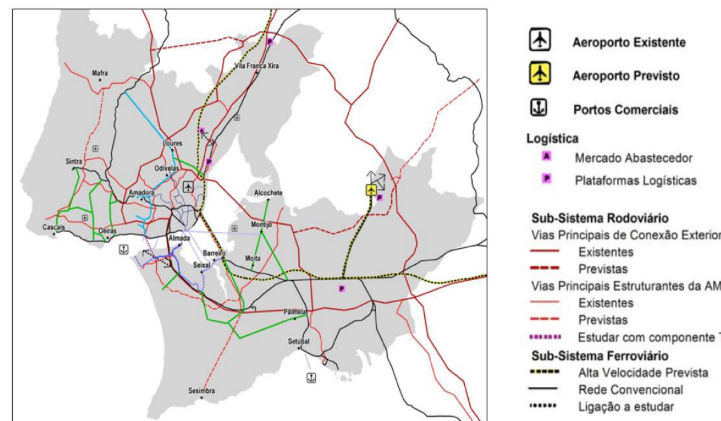 Mafra
Vila Franca Xira
Loures
Sintra
Odivelas
Amadora
Alcochete
Cascais
Oeiras
Montijo
Almada
Barreiro
Seixal
Moita
Palmela
Setubal
Sesimbra
Aeroporto Existente
Aeroporto Previsto
Portos Comerciais
Logística
A Mercado Abastecedor
P Plataformas Logísticas
Sub-Sistema Rodoviário
Vias Principais de Conexão Exterior
Existentes
Previstas
Vias Principais Estruturantes da AM
Existentes
Previstas
Estudar com componente T
Sub-Sistema Ferroviário
Alta Velocidade Prevista
Rede Convencional
Ligação a estudar